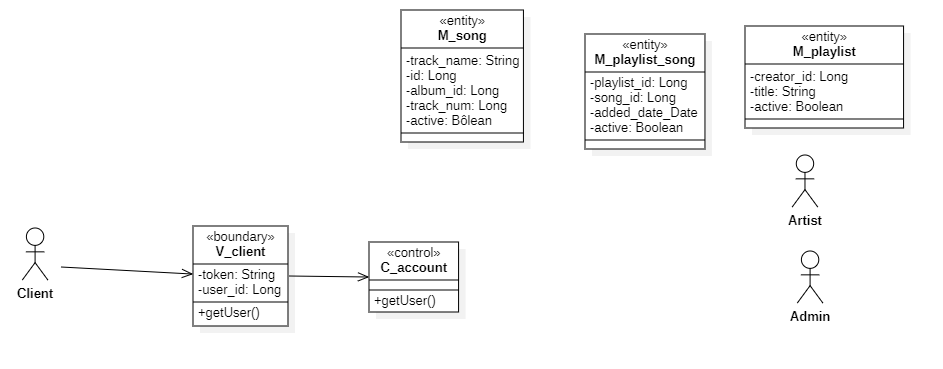 «entity»
M_song
-track_name: String
-id: Long
-album_id: Long
-track_num: Long
-active: Bôlean
«entity»
M_playlist_song
-playlist_id: Long
-song_id: Long
-added_date_Date
-active: Boolean
«entity»
M_playlist
-creator_id: Long
-title: String
-active: Boolean
Artist
Client
«boundary»
V_client
-token: String
-user_id: Long
+getUser()
«control»
C_account
+getUser()
Admin